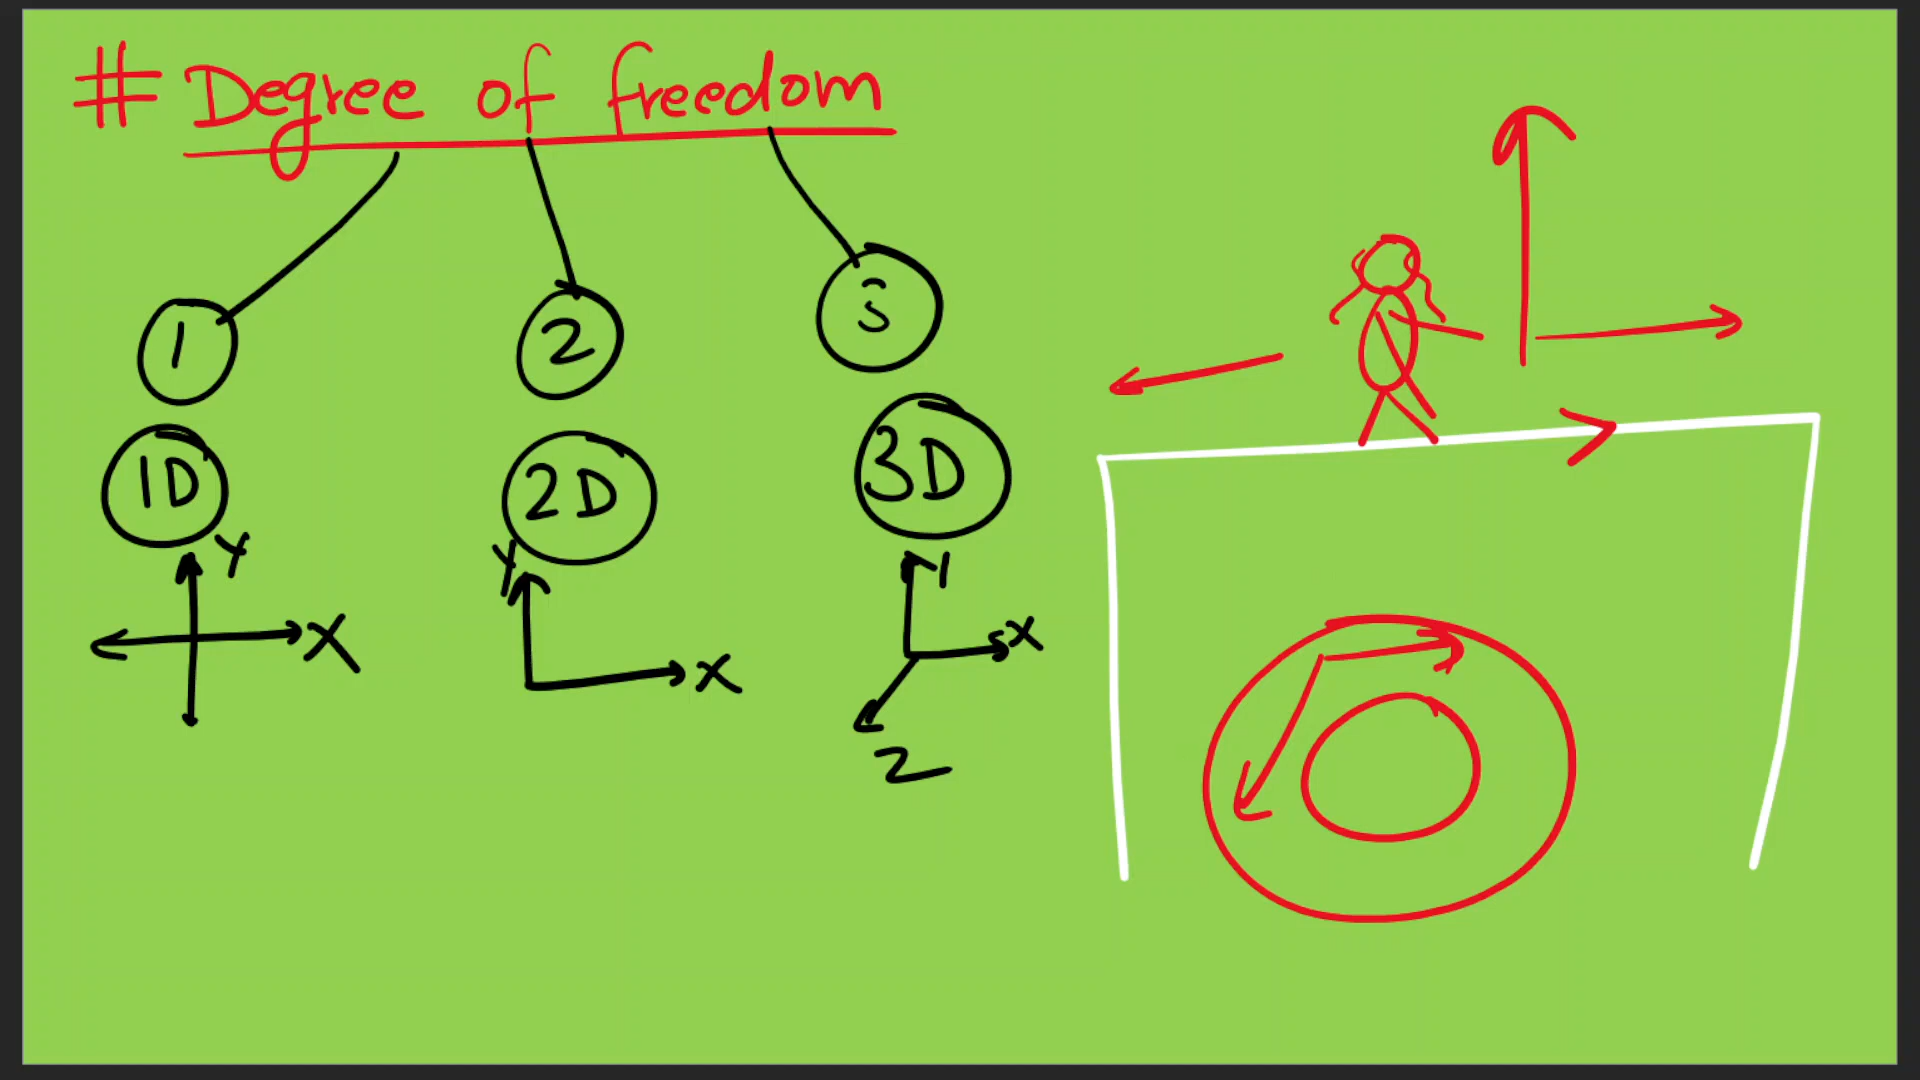 # Degree of freedom
1 2 3
1D 2D 3D
Y Y Y
X X X
Z